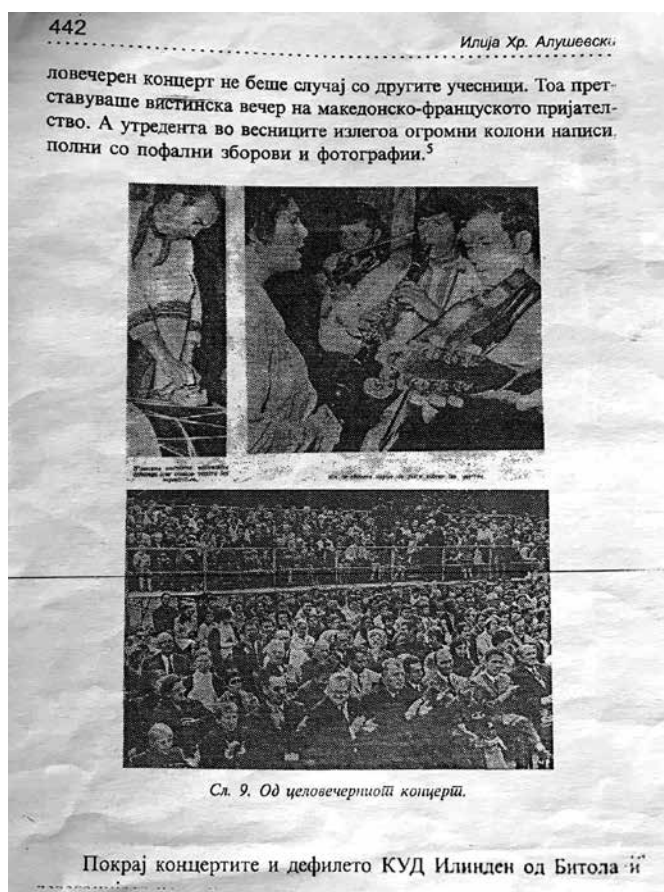 442
Илија Хр. Алушевски
ловечерен концерт не беше случај со другите учесници. Тоа прет-
ставуваше вистинска вечер на македонско-француското пријател-
ство. А утредента во весниците излегоа огромни колони написи,
полни со пофални зборови и фотографии.⁵
Сл. 9. Од целовечерниот концерт.
Покрај концертите и дефилето КУД Илинден од Битола и